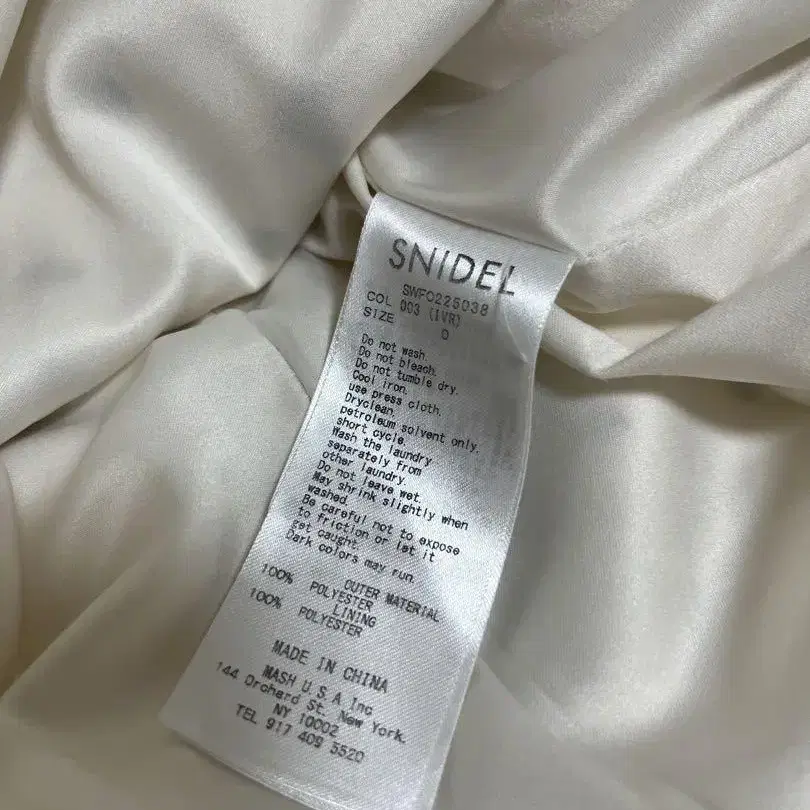 SNIDEL
SWFO225038
COL 003 (IVR)
SIZE 0
Do not wash.
Do not bleach.
Do not tumble dry.
Cool iron.
use press cloth.
Dryclean.
petroleum solvent only.
short cycle.
Wash the laundry
separately from
other laundry.
Do not leave wet.
May shrink slightly when
washed.
Be careful not to expose
to friction or let it
get caught.
Dark colors may run
OUTER MATERIAL
100% POLYESTER
LINING
100% POLYESTER
MADE IN CHINA
MASH U.S.A Inc
144 Orchard St. New York.
NY 10002
TEL 917 409 5520